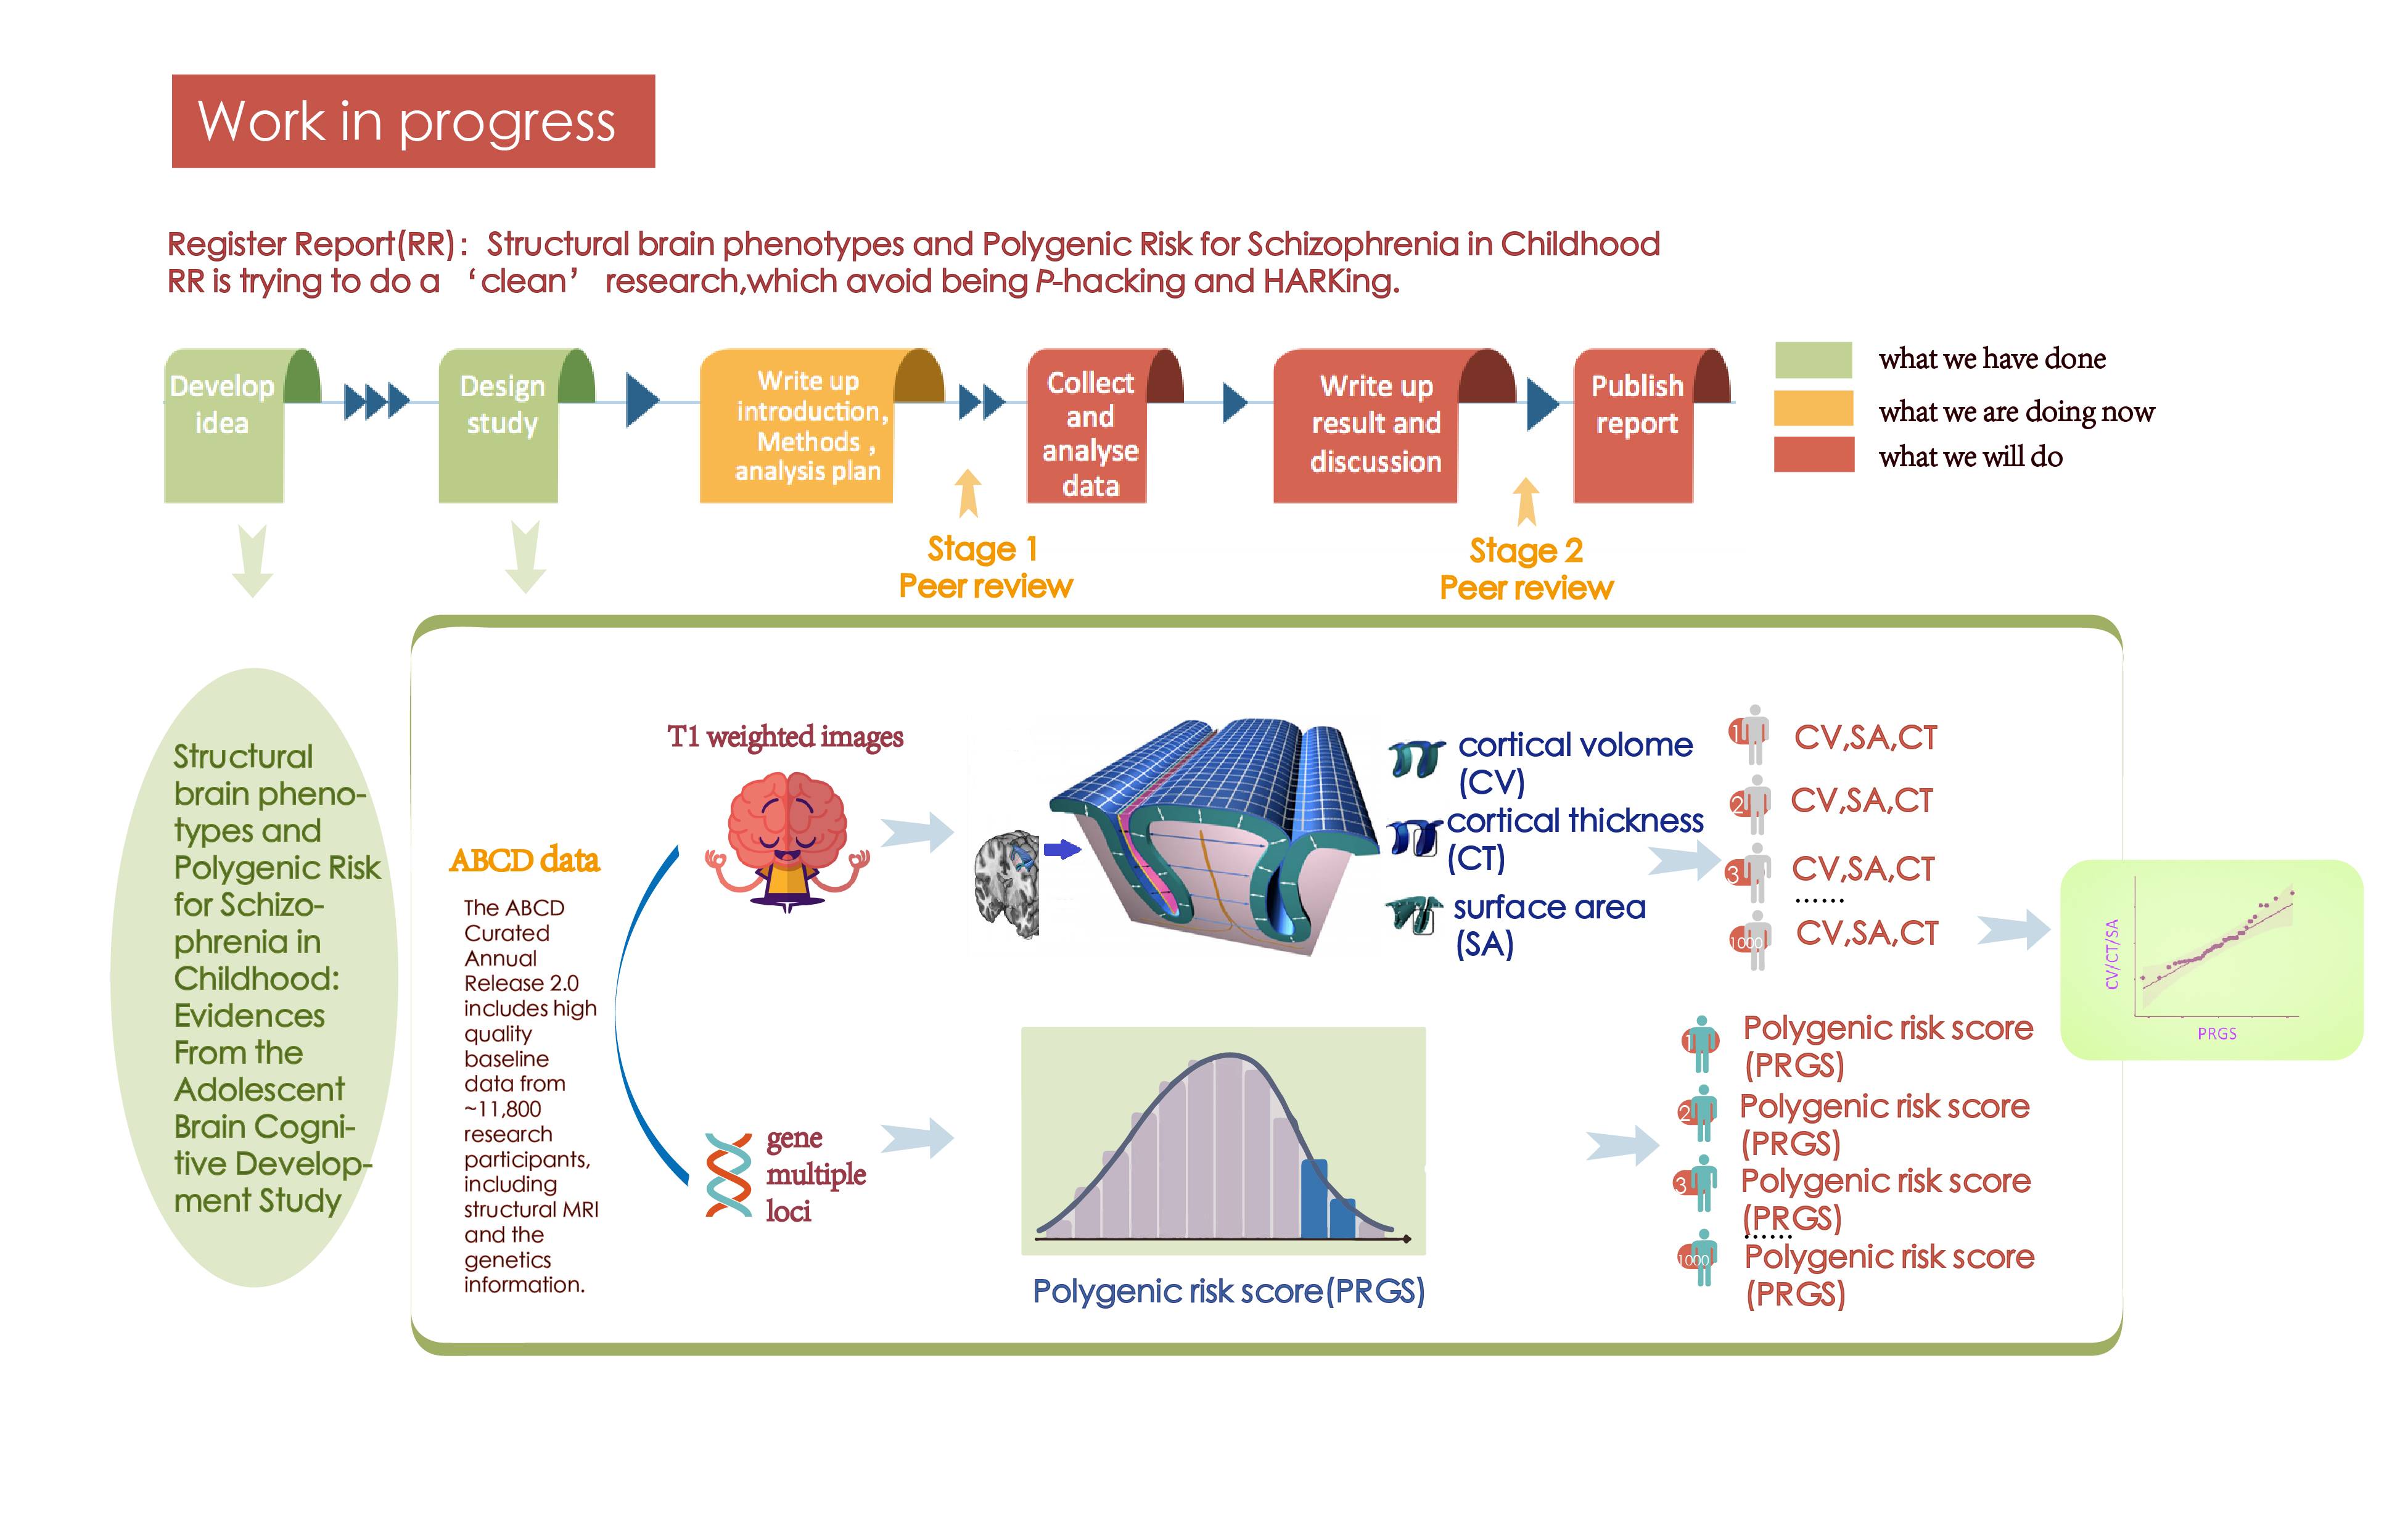 Work in progress
Register Report(RR): Structural brain phenotypes and Polygenic Risk for Schizophrenia in Childhood
RR is trying to do a ‘clean’ research,which avoid being P-hacking and HARKing.
Develop
idea
Design
study
Write up
introduction,
Methods ,
analysis plan
Collect
and
analyse
data
Write up
result and
discussion
Publish
report
what we have done
what we are doing now
what we will do
Stage 1
Peer review
Stage 2
Peer review
Structural
brain pheno-
types and
Polygenic Risk
for Schizo-
phrenia in
Childhood:
Evidences
From the
Adolescent
Brain Cogni-
tive Develop-
ment Study
ABCD data
The ABCD
Curated
Annual
Release 2.0
includes high
quality
baseline
data from
~11,800
research
participants,
including
structural MRI
and the
genetics
information.
T1 weighted images
gene
multiple
loci
cortical volome
(CV)
cortical thickness
(CT)
surface area
(SA)
1 CV,SA,CT
2 CV,SA,CT
3 CV,SA,CT
......
1000 CV,SA,CT
Polygenic risk score(PRGS)
1 Polygenic risk score
(PRGS)
2 Polygenic risk score
(PRGS)
3 Polygenic risk score
(PRGS)
......
1000 Polygenic risk score
(PRGS)
CV/CT/SA
PRGS